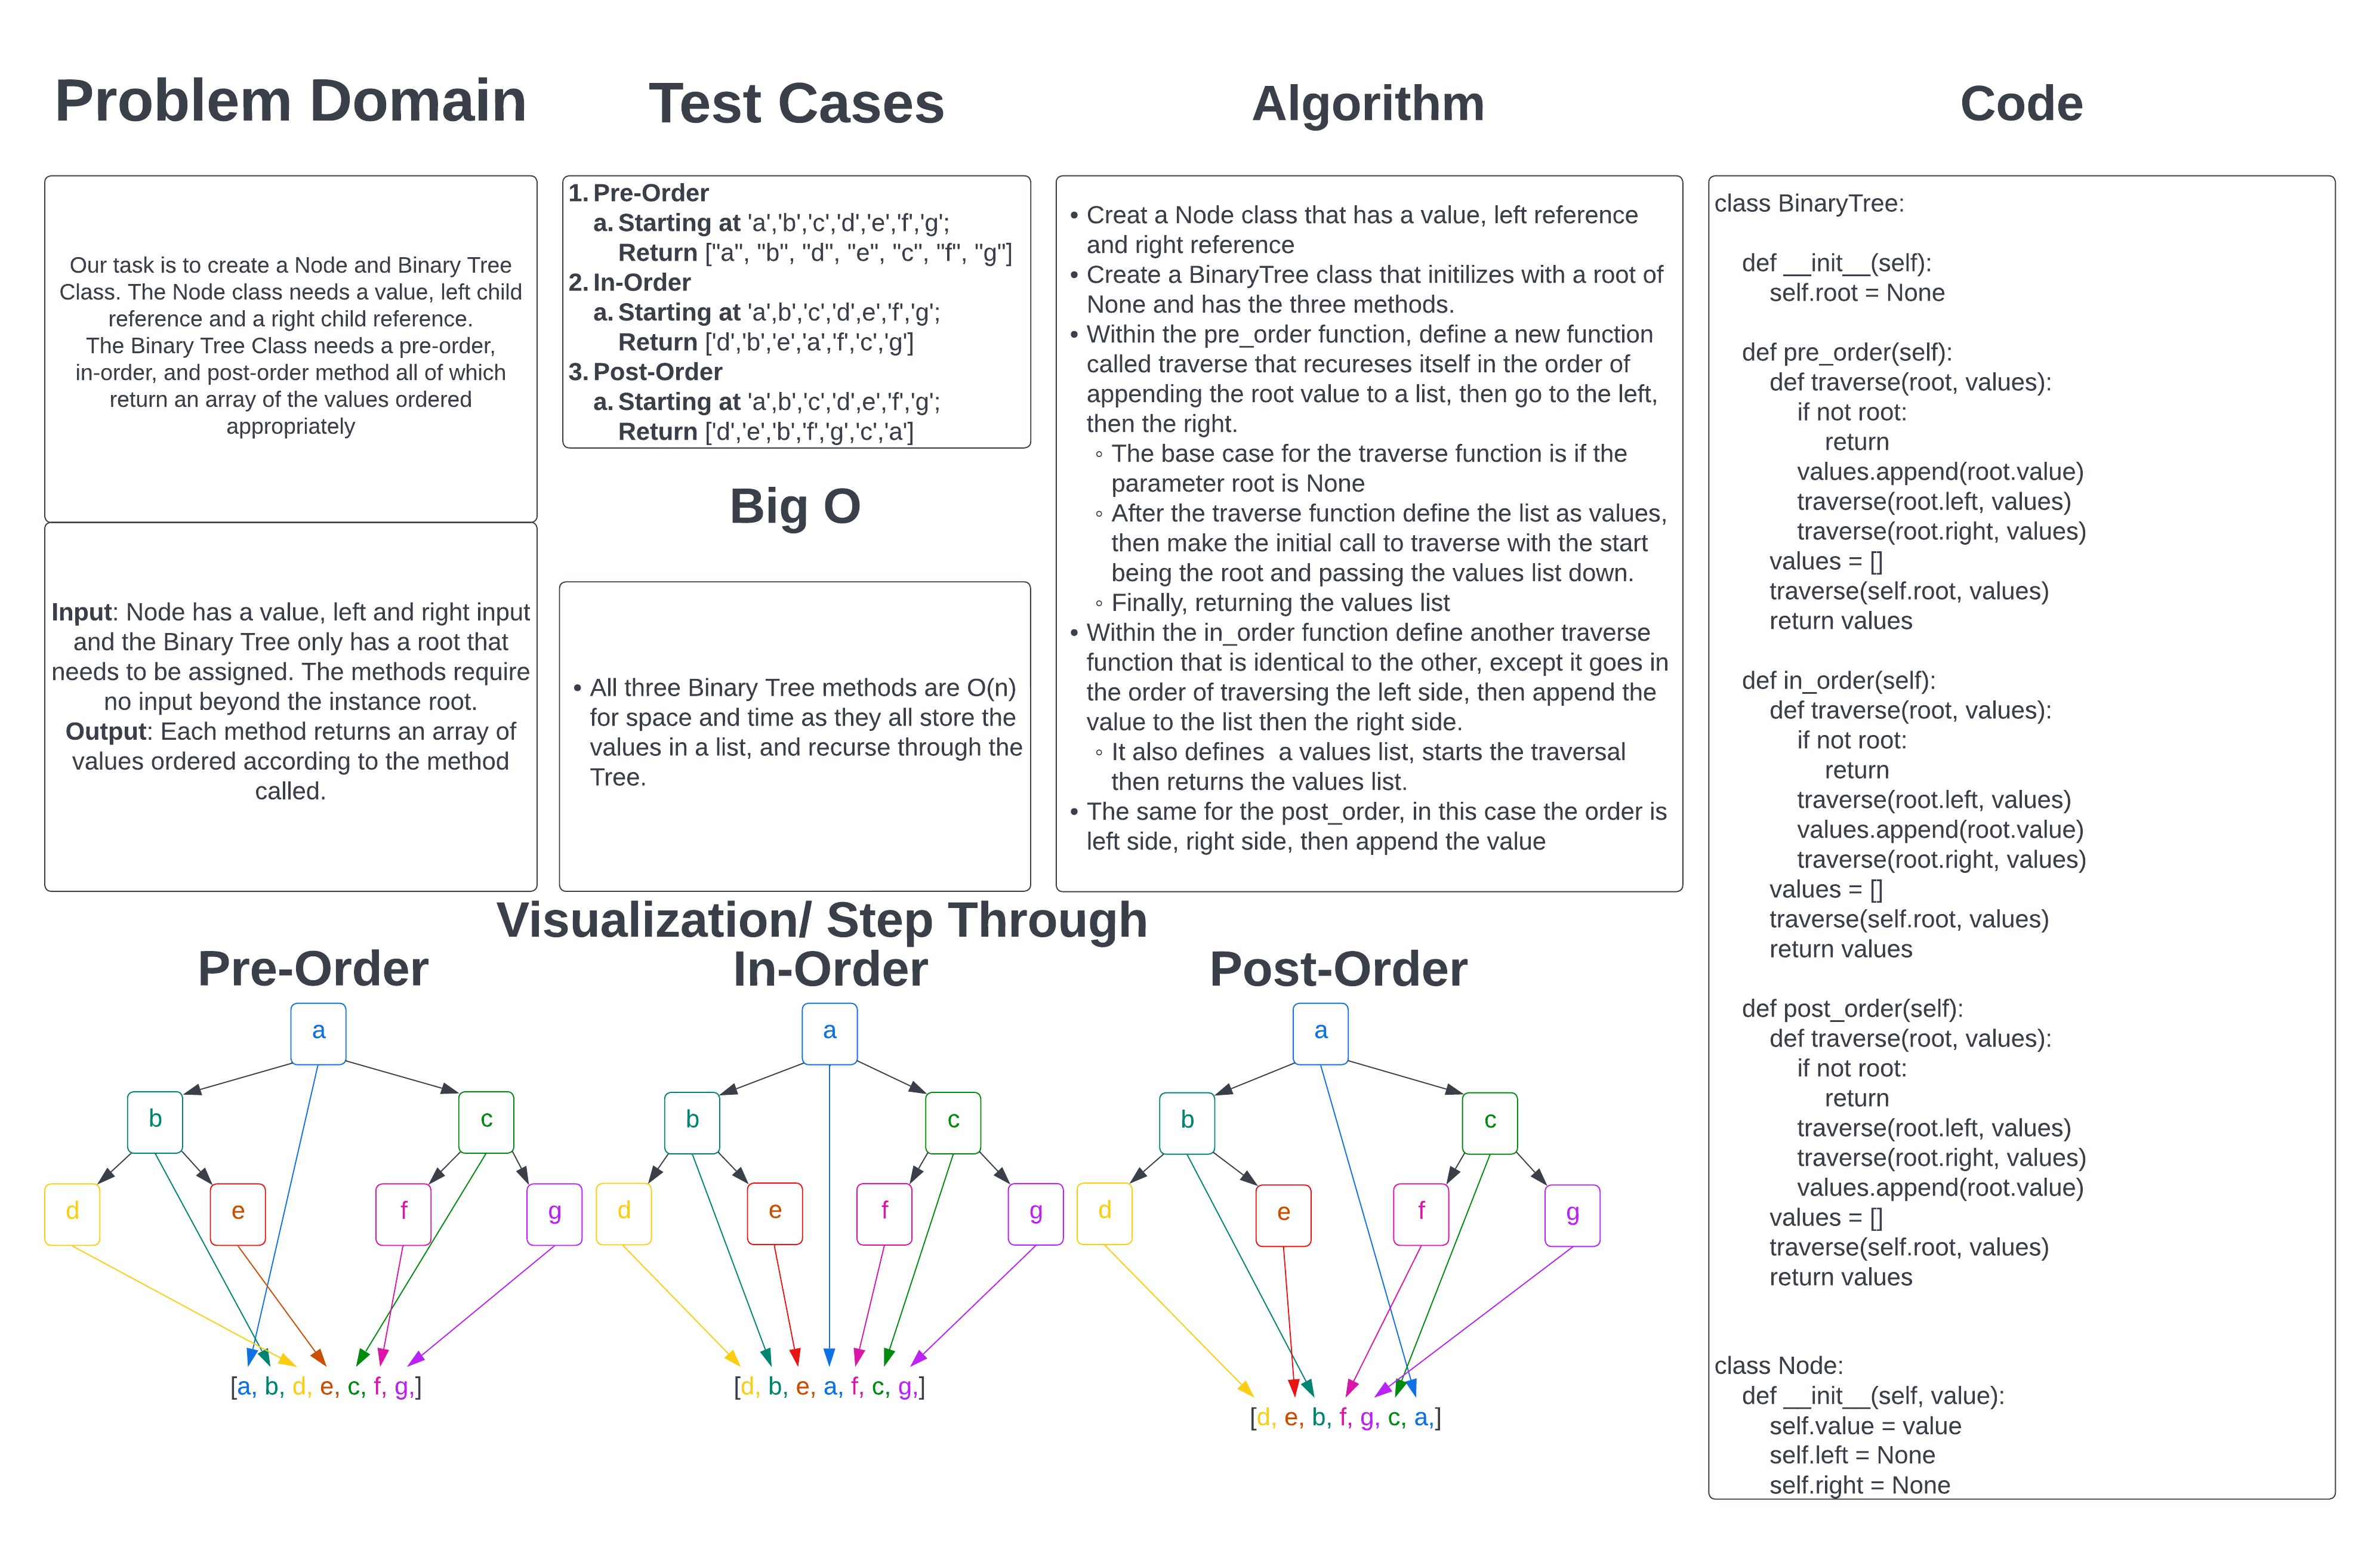 Problem Domain
Our task is to create a Node and Binary Tree
Class. The Node class needs a value, left child
reference and a right child reference.
The Binary Tree Class needs a pre-order,
in-order, and post-order method all of which
return an array of the values ordered
appropriately
Input: Node has a value, left and right input
and the Binary Tree only has a root that
needs to be assigned. The methods require
no input beyond the instance root.
Output: Each method returns an array of
values ordered according to the method
called.
Test Cases
1. Pre-Order
a. Starting at 'a','b','c','d','e','f','g';
Return ["a", "b", "d", "e", "c", "f", "g"]
2. In-Order
a. Starting at 'a',b','c','d',e','f','g';
Return ['d','b','e','a','f','c','g']
3. Post-Order
a. Starting at 'a',b','c','d',e','f','g';
Return ['d','e','b','f','g','c','a']
Big O
• All three Binary Tree methods are O(n)
for space and time as they all store the
values in a list, and recurse through the
Tree.
Algorithm
• Creat a Node class that has a value, left reference
and right reference
• Create a BinaryTree class that initilizes with a root of
None and has the three methods.
• Within the pre_order function, define a new function
called traverse that recureses itself in the order of
appending the root value to a list, then go to the left,
then the right.
◦ The base case for the traverse function is if the
parameter root is None
◦ After the traverse function define the list as values,
then make the initial call to traverse with the start
being the root and passing the values list down.
◦ Finally, returning the values list
• Within the in_order function define another traverse
function that is identical to the other, except it goes in
the order of traversing the left side, then append the
value to the list then the right side.
◦ It also defines  a values list, starts the traversal
then returns the values list.
• The same for the post_order, in this case the order is
left side, right side, then append the value
Code
class BinaryTree:
def __init__(self):
self.root = None
def pre_order(self):
def traverse(root, values):
if not root:
return
values.append(root.value)
traverse(root.left, values)
traverse(root.right, values)
values = []
traverse(self.root, values)
return values
def in_order(self):
def traverse(root, values):
if not root:
return
traverse(root.left, values)
values.append(root.value)
traverse(root.right, values)
values = []
traverse(self.root, values)
return values
def post_order(self):
def traverse(root, values):
if not root:
return
traverse(root.left, values)
traverse(root.right, values)
values.append(root.value)
values = []
traverse(self.root, values)
return values
class Node:
def __init__(self, value):
self.value = value
self.left = None
self.right = None
Visualization/ Step Through
Pre-Order
a
b c
d e f g
[a, b, d, e, c, f, g,]
In-Order
a
b c
d e f g
[d, b, e, a, f, c, g,]
Post-Order
a
b c
d e f g
[d, e, b, f, g, c, a,]